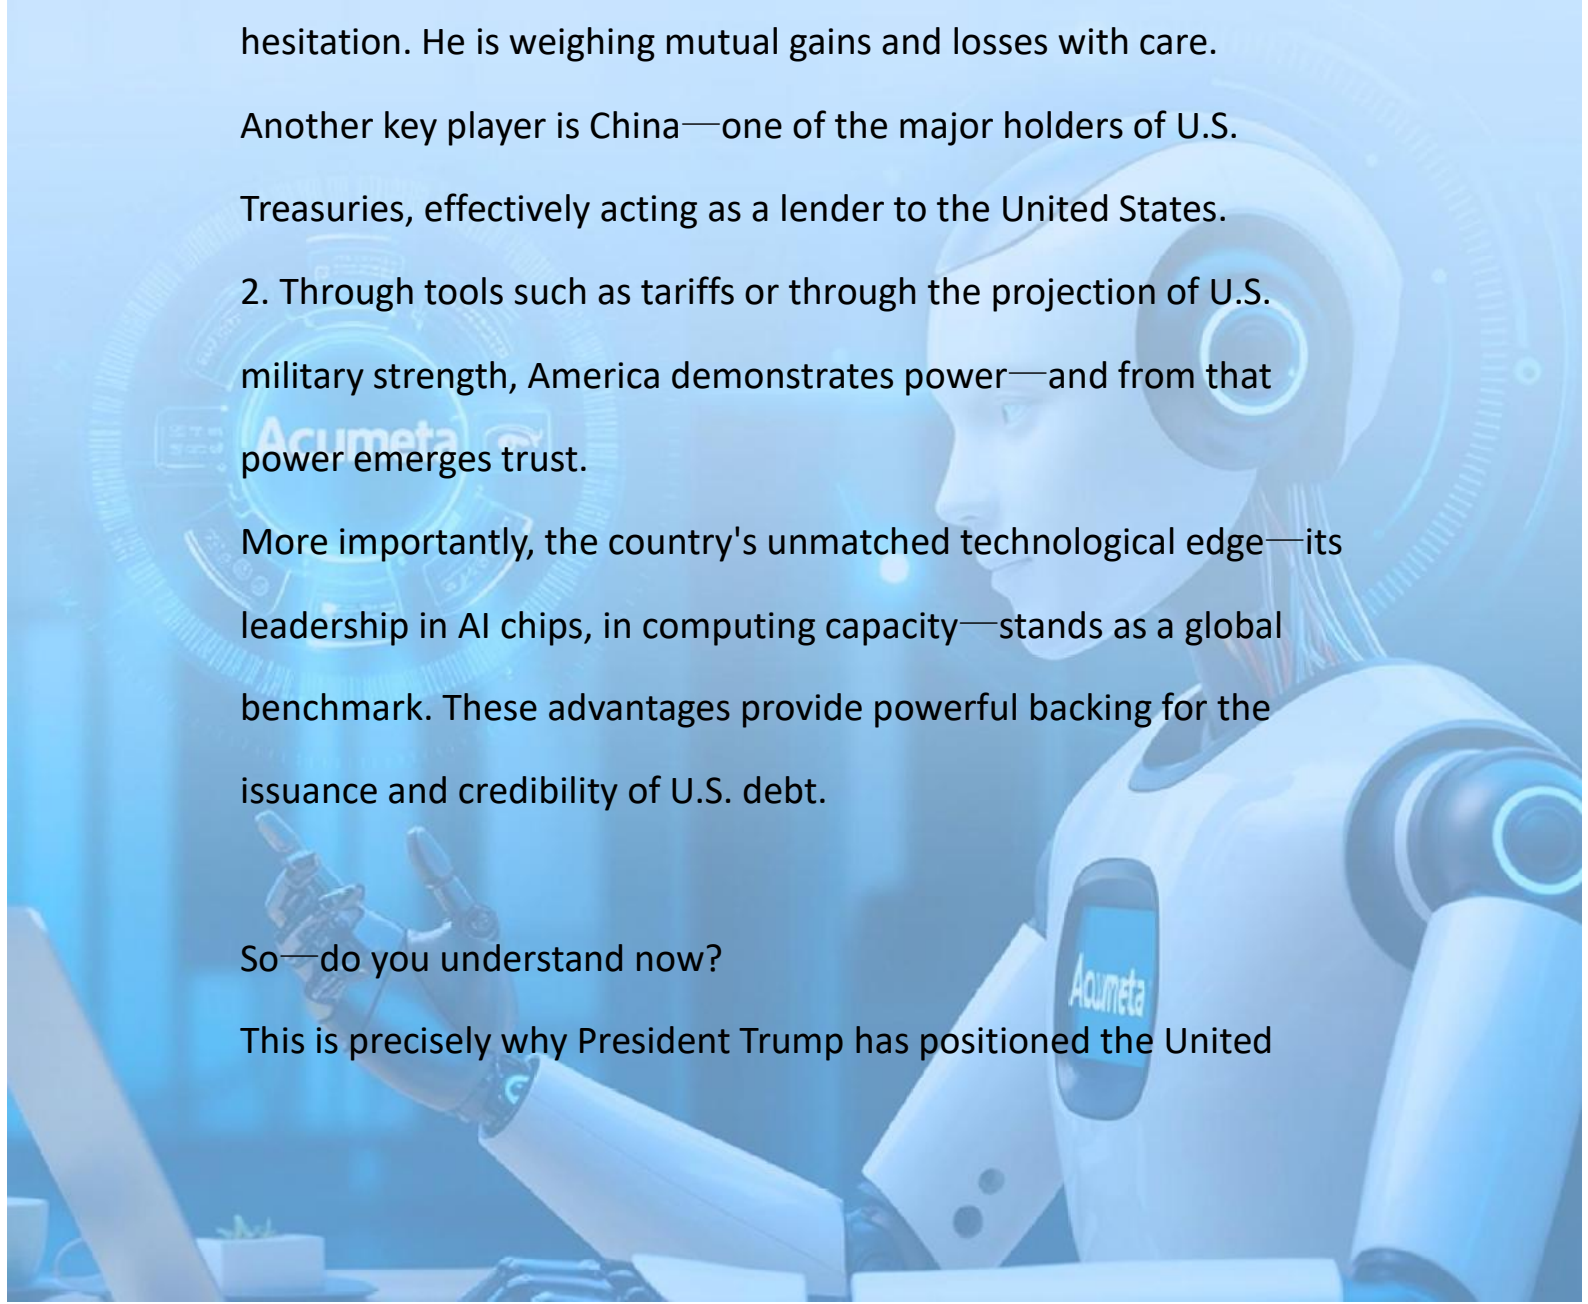 hesitation. He is weighing mutual gains and losses with care.
Another key player is China—one of the major holders of U.S.
Treasuries, effectively acting as a lender to the United States.
2. Through tools such as tariffs or through the projection of U.S.
military strength, America demonstrates power—and from that
Acumeta
power emerges trust.
More importantly, the country's unmatched technological edge—its
leadership in AI chips, in computing capacity—stands as a global
benchmark. These advantages provide powerful backing for the
issuance and credibility of U.S. debt.
So—do you understand now?
Acumeta
This is precisely why President Trump has positioned the United